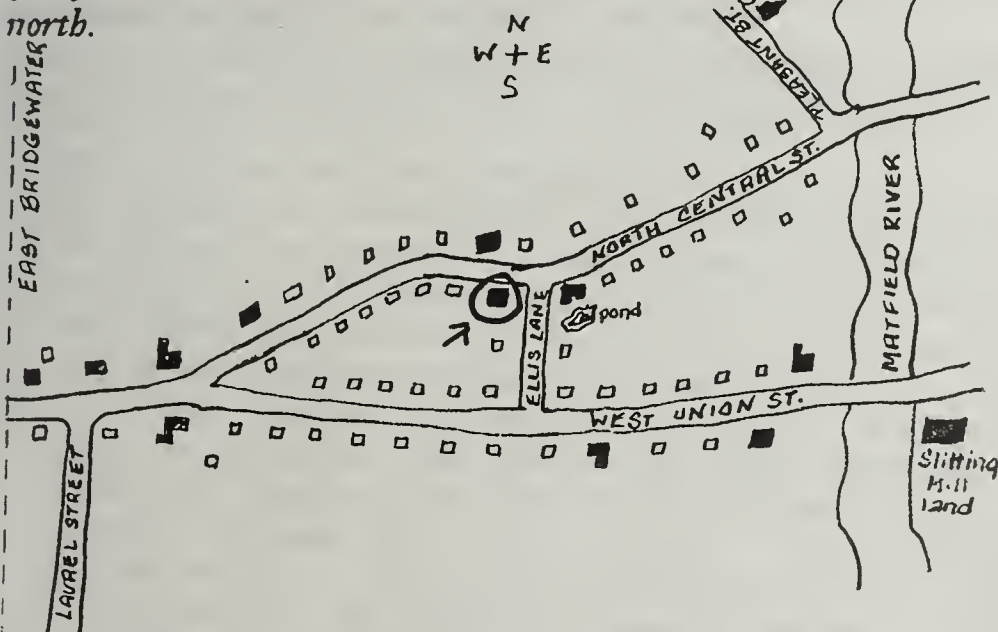 north.
N
W + E
S
EAST BRIDGEWATER
PLEASANT ST.
NORTH CENTRAL ST.
MATFIELD RIVER
ELLIS LANE
pond
WEST UNION ST.
LAUREL STREET
Slitting
Mill
land